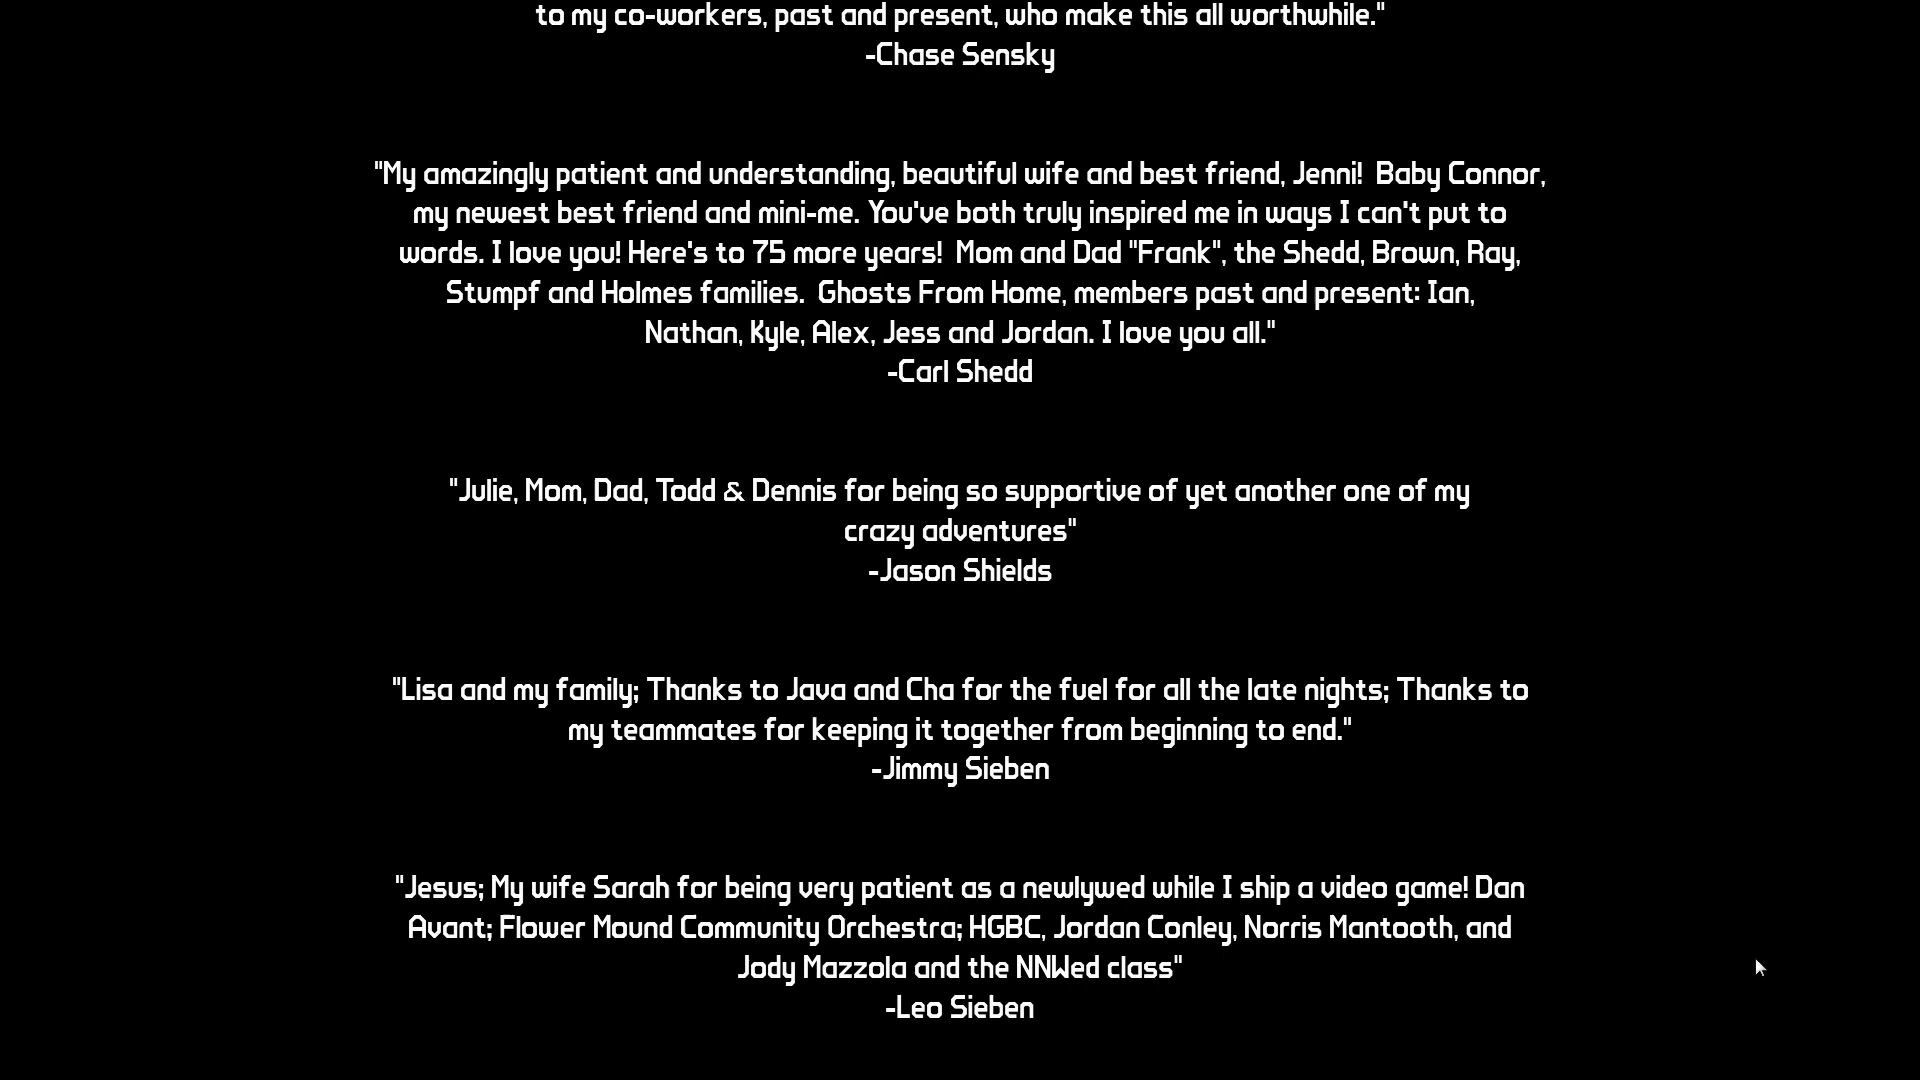 to my co-workers, past and present, who make this all worthwhile."
-Chase Sensky
"My amazingly patient and understanding, beautiful wife and best friend, Jenni!  Baby Connor,
my newest best friend and mini-me. You've both truly inspired me in ways I can't put to
words. I love you! Here's to 75 more years!  Mom and Dad "Frank", the Shedd, Brown, Ray,
Stumpf and Holmes families.  Ghosts From Home, members past and present: Ian,
Nathan, Kyle, Alex, Jess and Jordan. I love you all."
-Carl Shedd
"Julie, Mom, Dad, Todd & Dennis for being so supportive of yet another one of my
crazy adventures"
-Jason Shields
"Lisa and my family; Thanks to Java and Cha for the fuel for all the late nights; Thanks to
my teammates for keeping it together from beginning to end."
-Jimmy Sieben
"Jesus; My wife Sarah for being very patient as a newlywed while I ship a video game! Dan
Avant; Flower Mound Community Orchestra; HGBC, Jordan Conley, Norris Mantooth, and
Jody Mazzola and the NNWed class"
-Leo Sieben